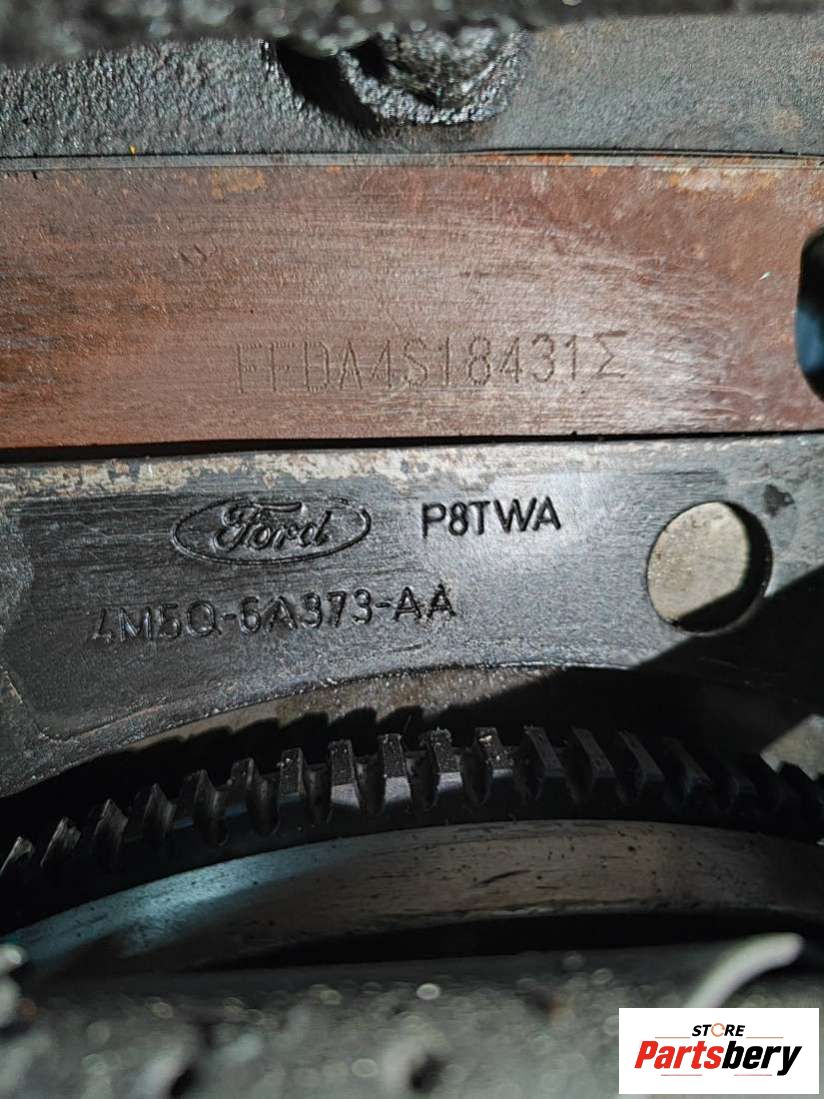 FFDA4S18431Σ
Ford P8TWA
4M5Q-6A373-AA
STORE
Partsbery